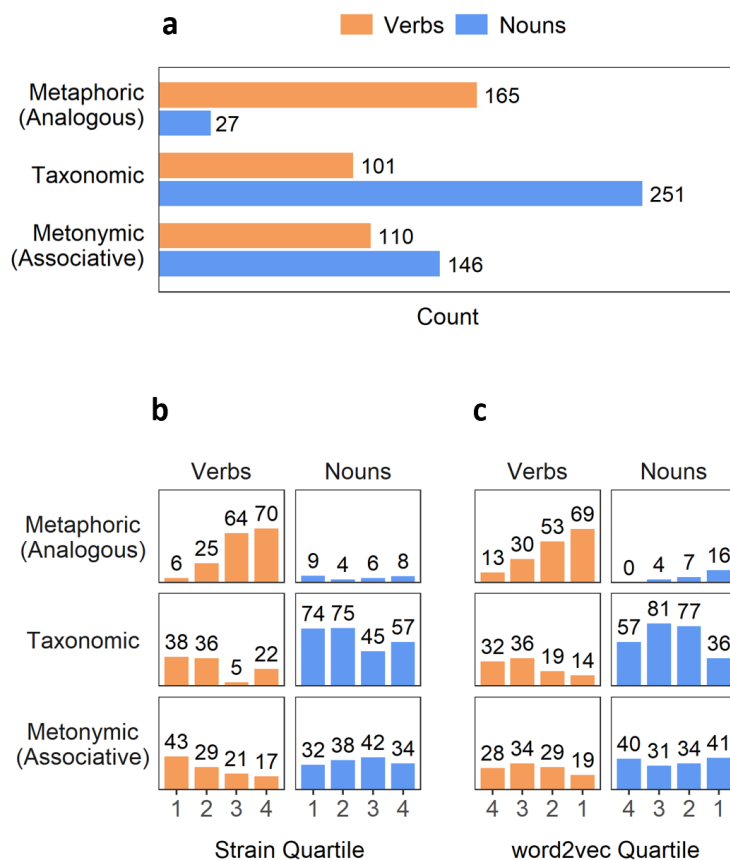 a
Verbs Nouns
Metaphoric
(Analogous)
165
27
Taxonomic
101
251
Metonymic
(Associative)
110
146
Count
b c
Verbs Nouns Verbs Nouns
Metaphoric
(Analogous)
6 25 64 70 9 4 6 8 13 30 53 69 0 4 7 16
Taxonomic
38 36 5 22 74 75 45 57 32 36 19 14 57 81 77 36
Metonymic
(Associative)
43 29 21 17 32 38 42 34 28 34 29 19 40 31 34 41
1 2 3 4 1 2 3 4 4 3 2 1 4 3 2 1
Strain Quartile word2vec Quartile